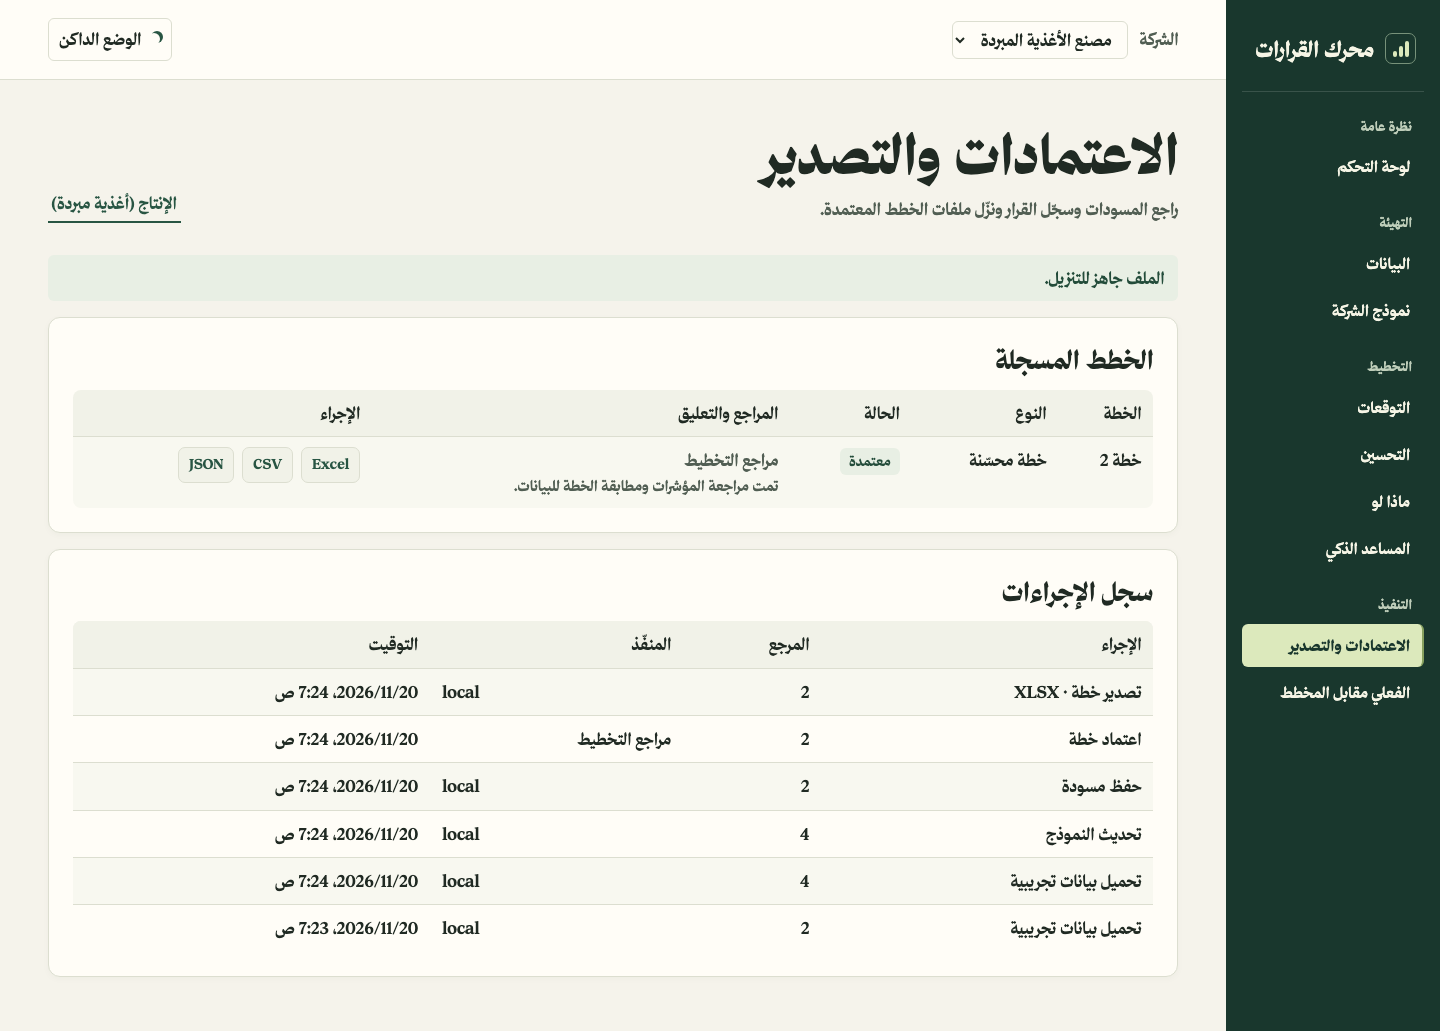 محرك القرارات
نظرة عامة
لوحة التحكم
التهيئة
البيانات
نموذج الشركة
التخطيط
التوقعات
التحسين
ماذا لو
المساعد الذكي
التنفيذ
الاعتمادات والتصدير
الفعلي مقابل المخطط
الشركة مصنع الأغذية المبردة الوضع الداكن
الاعتمادات والتصدير
راجع المسودات وسجّل القرار ونزّل ملفات الخطط المعتمدة.
الإنتاج (أغذية مبردة)
الملف جاهز للتنزيل.
الخطط المسجلة
الخطة النوع الحالة المراجع والتعليق الإجراء
خطة 2 خطة محسّنة معتمدة مراجع التخطيط Excel CSV JSON
تمت مراجعة المؤشرات ومطابقة الخطة للبيانات.
سجل الإجراءات
الإجراء المرجع المنفّذ التوقيت
تصدير خطة · XLSX 2 local 2026/11/20، 7:24 ص
اعتماد خطة 2 مراجع التخطيط 2026/11/20، 7:24 ص
حفظ مسودة 2 local 2026/11/20، 7:24 ص
تحديث النموذج 4 local 2026/11/20، 7:24 ص
تحميل بيانات تجريبية 4 local 2026/11/20، 7:24 ص
تحميل بيانات تجريبية 2 local 2026/11/20، 7:23 ص